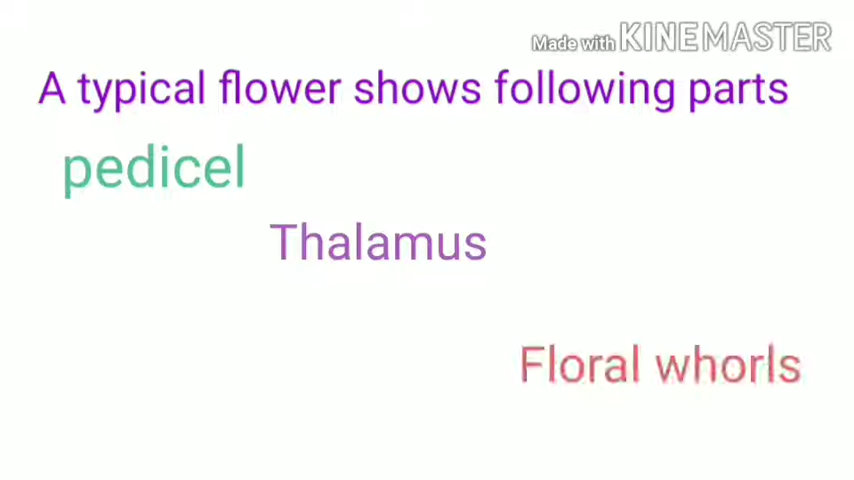 Made with KINEMASTER
A typical flower shows following parts
pedicel
Thalamus
Floral whorls